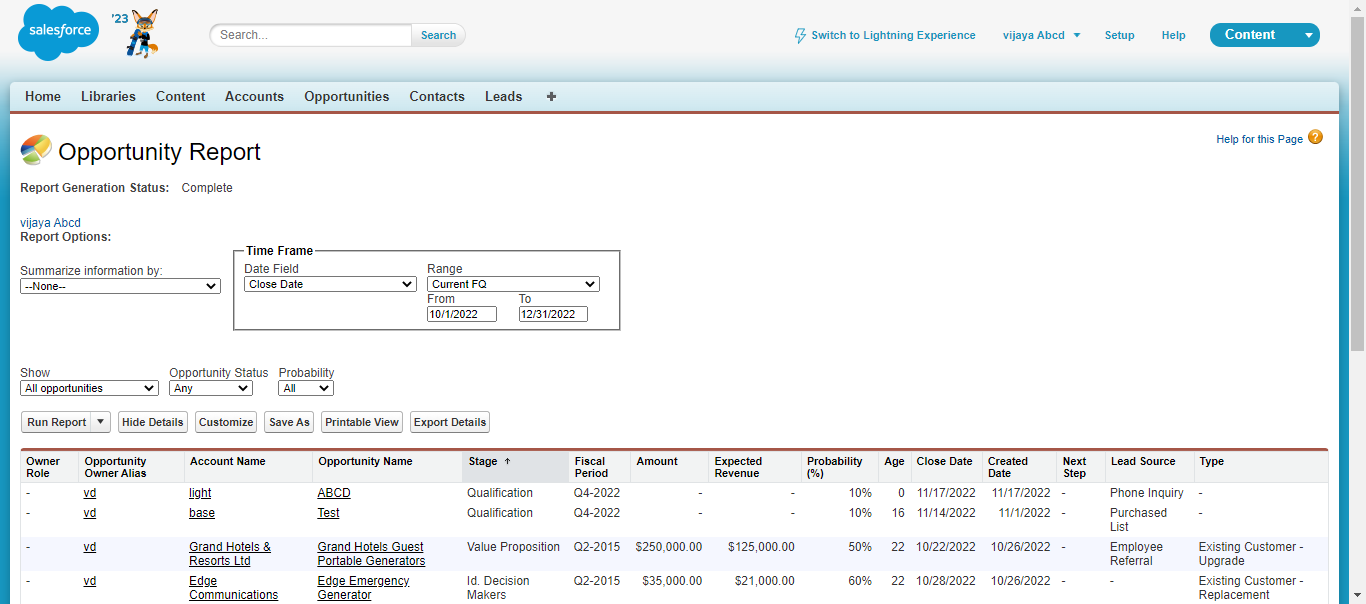 salesforce
'23
Search...
Search
Switch to Lightning Experience
vijaya Abcd
Setup
Help
Content
Home Libraries Content Accounts Opportunities Contacts Leads +
Opportunity Report
Help for this Page ?
Report Generation Status: Complete
vijaya Abcd
Report Options:
Summarize information by:
--None--
Time Frame
Date Field Range
Close Date Current FQ
From To
10/1/2022 12/31/2022
Show Opportunity Status Probability
All opportunities Any All
Run Report Hide Details Customize Save As Printable View Export Details
Owner Opportunity Account Name Opportunity Name Stage ↑ Fiscal Amount Expected Probability Age Close Date Created Next Lead Source Type
Role Owner Alias Period Revenue (%) Date Step
- vd light ABCD Qualification Q4-2022 - - 10% 0 11/17/2022 11/17/2022 - Phone Inquiry -
- vd base Test Qualification Q4-2022 - - 10% 16 11/14/2022 11/1/2022 - Purchased -
List
- vd Grand Hotels & Grand Hotels Guest Value Proposition Q2-2015 $250,000.00 $125,000.00 50% 22 10/22/2022 10/26/2022 - Employee Existing Customer -
Resorts Ltd Portable Generators Referral Upgrade
- vd Edge Edge Emergency Id. Decision Q2-2015 $35,000.00 $21,000.00 60% 22 10/28/2022 10/26/2022 - - Existing Customer -
Communications Generator Makers Replacement